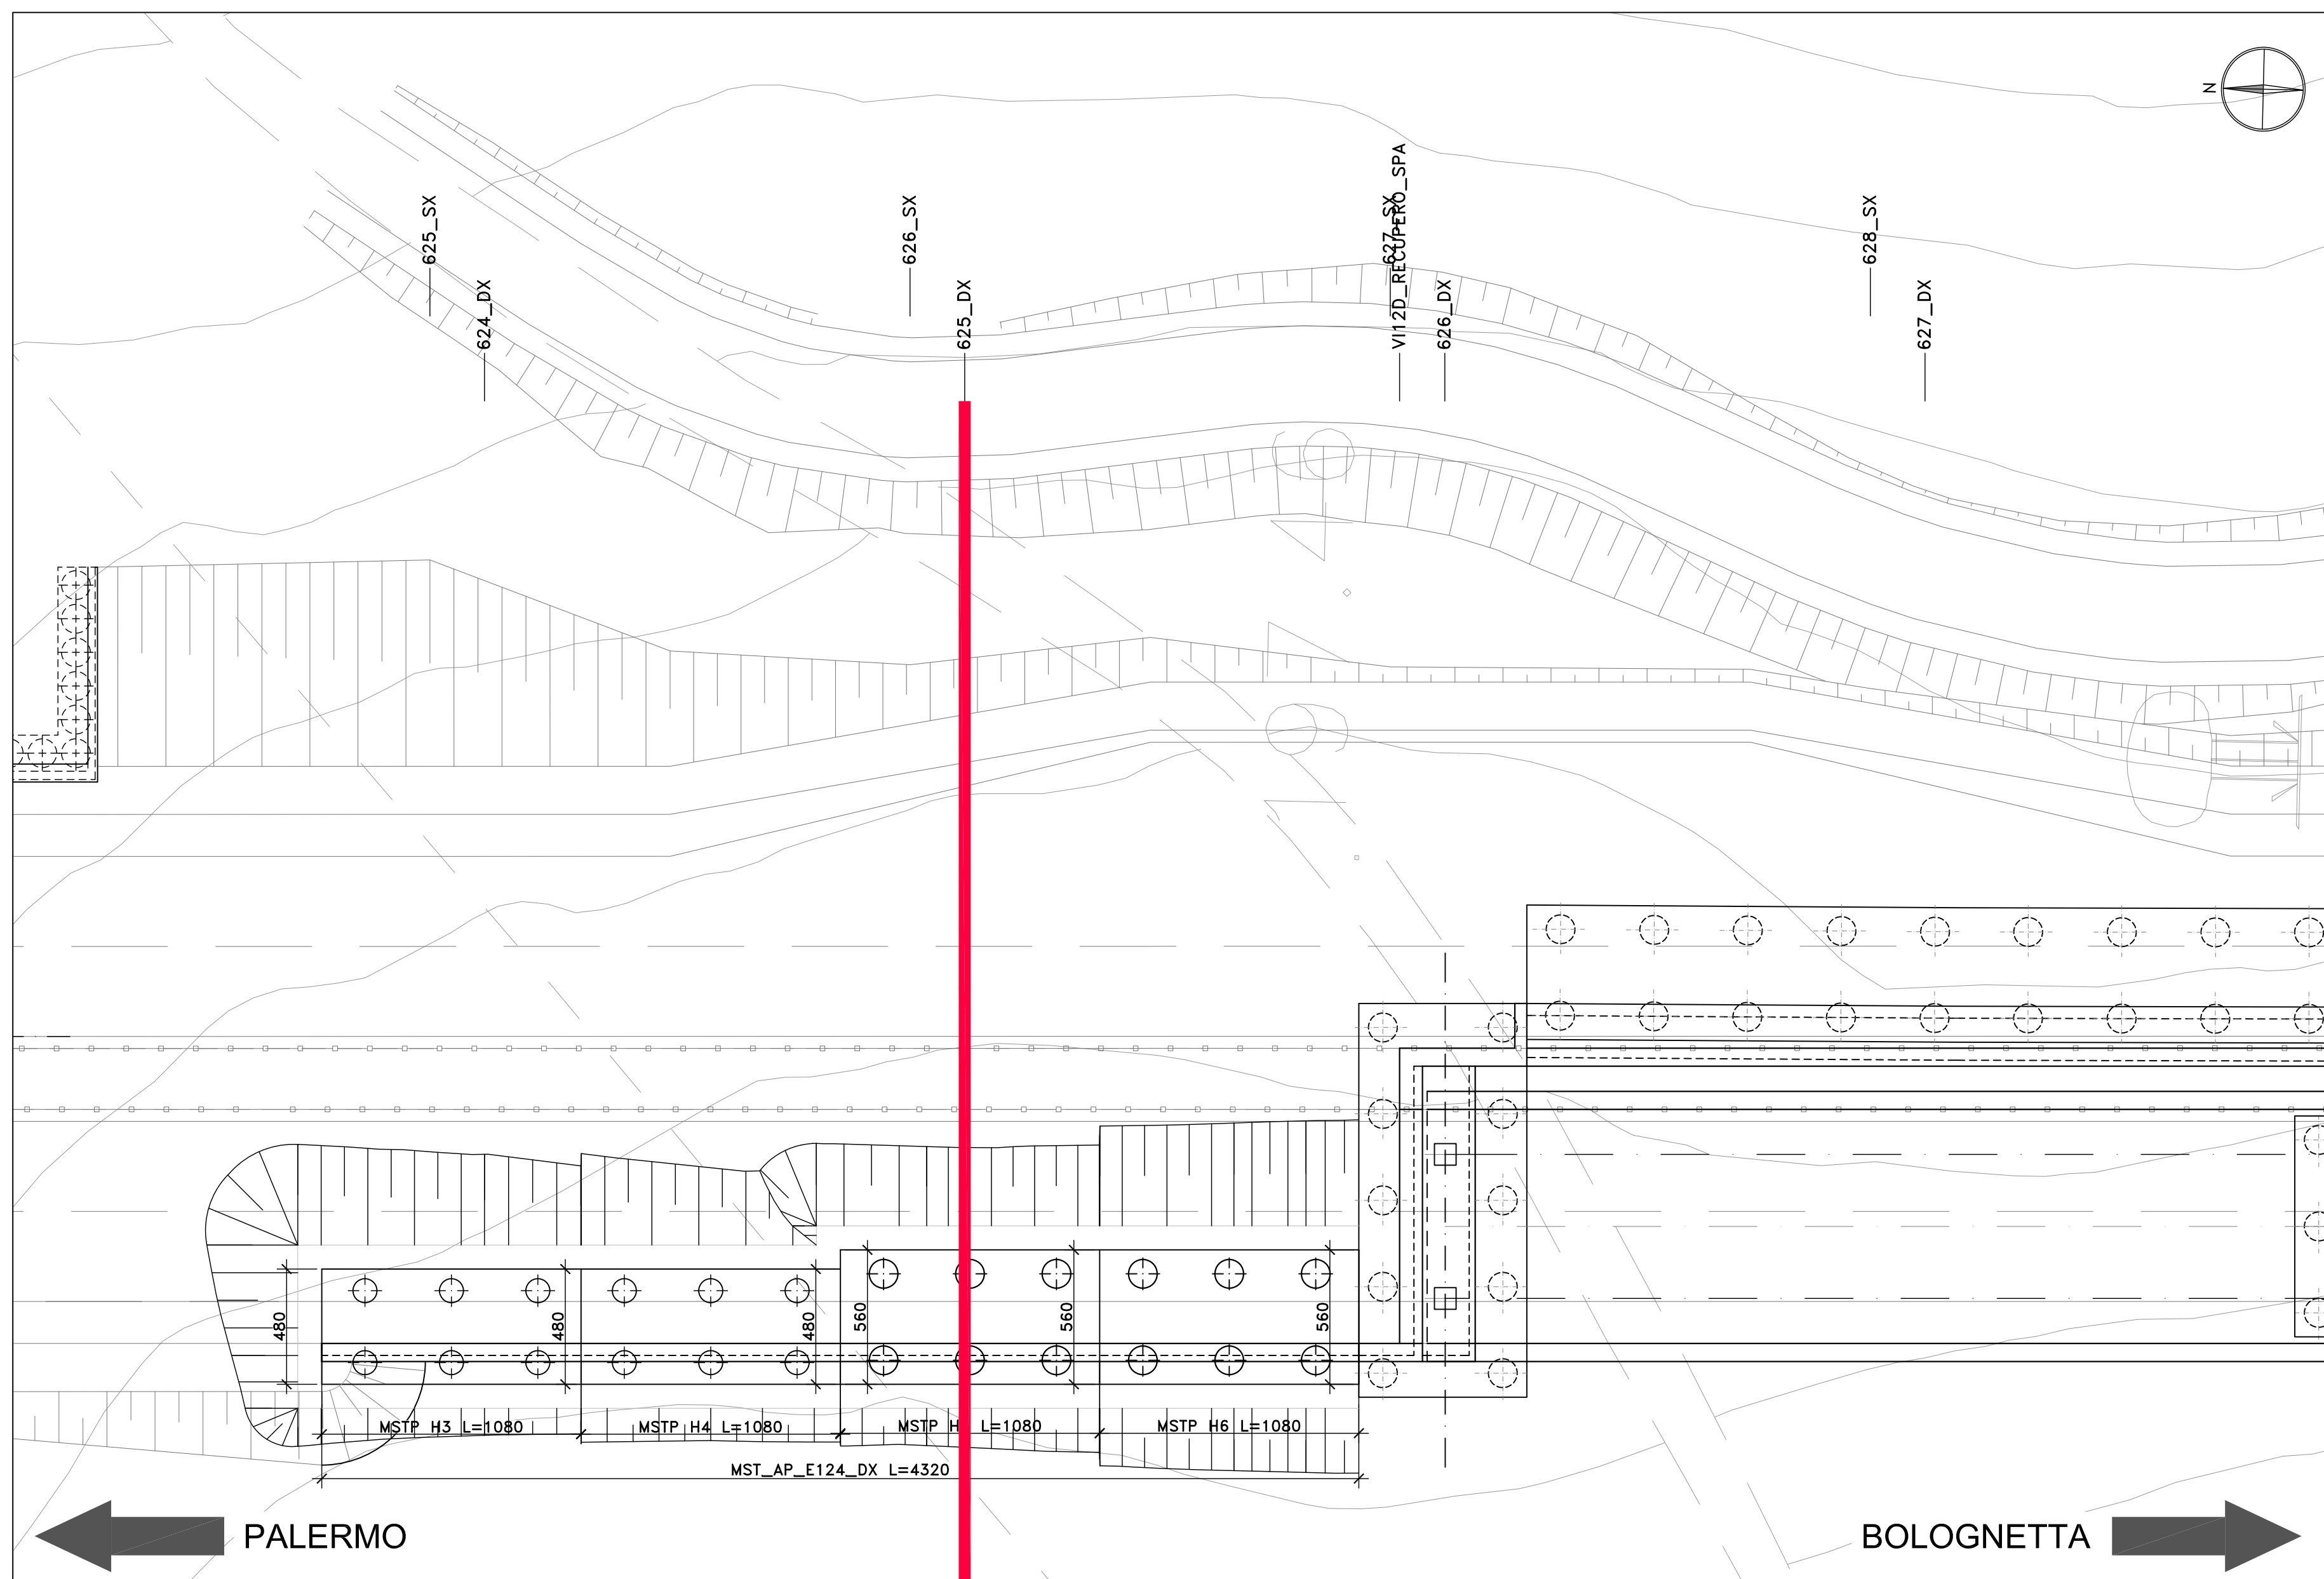 N
625_SX
626_SX
627_SX
VI12D_RECUPERO_SPA
628_SX
624_DX
625_DX
626_DX
627_DX
480
480
480
560
560
560
MSTP H3 L=1080
MSTP H4 L=1080
MSTP H L=1080
MSTP H6 L=1080
MST_AP_E124_DX L=4320
PALERMO
BOLOGNETTA